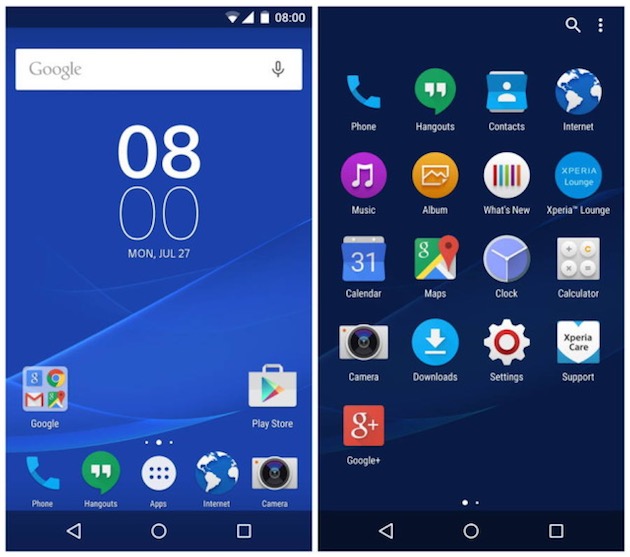 08:00
Google
08
00
MON, JUL 27
Google
Play Store
Phone
Hangouts
Apps
Internet
Camera
Phone
Hangouts
Contacts
Internet
XPERIA
Lounge
Music
Album
What's New
Xperia™ Lounge
31
g
Calendar
Maps
Clock
Calculator
Xperia
Care
Camera
Downloads
Settings
Support
g+
Google+